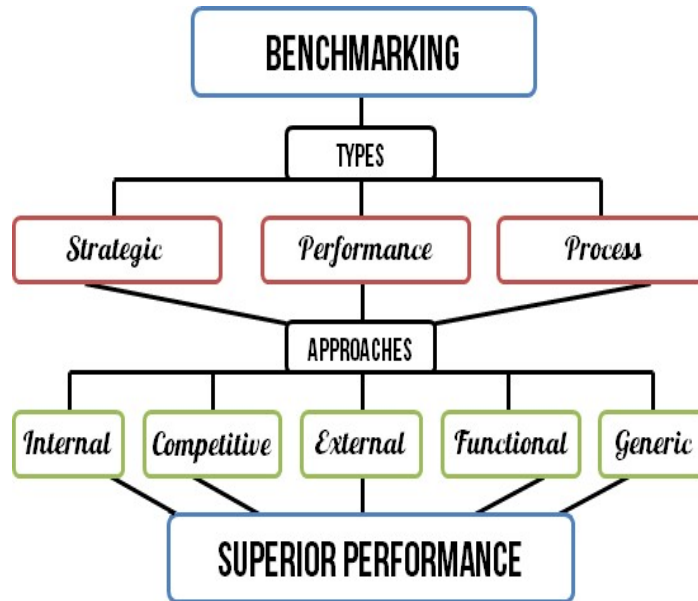 BENCHMARKING
TYPES
Strategic
Performance
Process
APPROACHES
Internal
Competitive
External
Functional
Generic
SUPERIOR PERFORMANCE